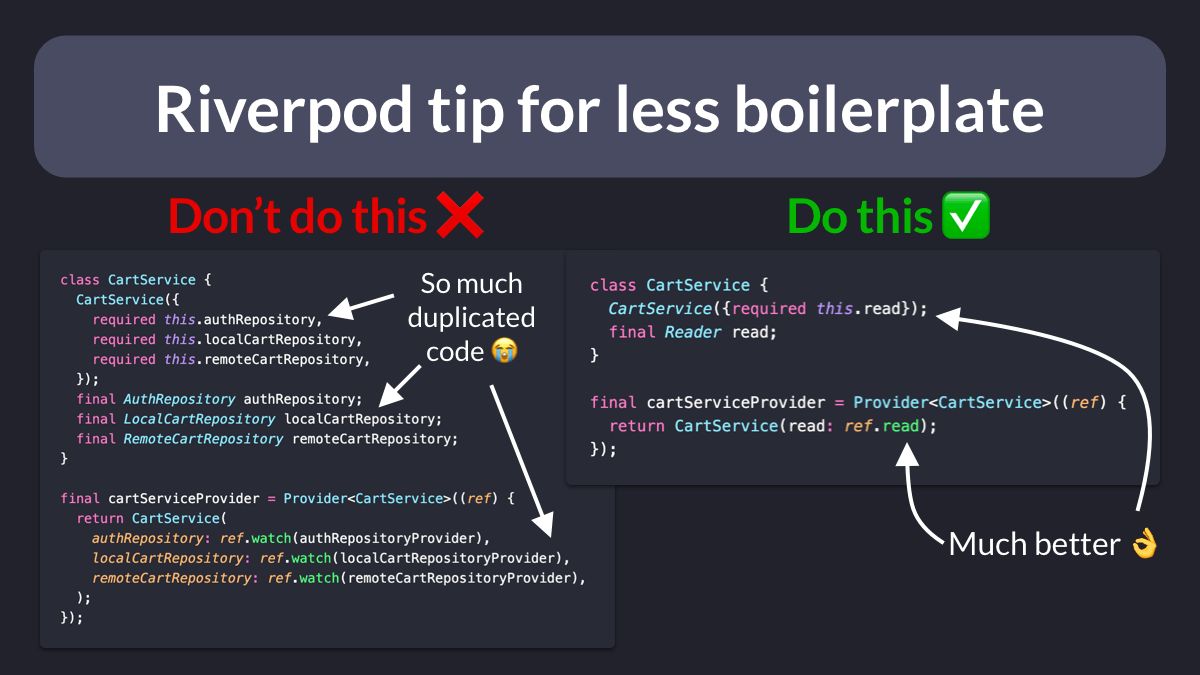 Riverpod tip for less boilerplate
Don’t do this ❌
class CartService {
  CartService({
    required this.authRepository,
    required this.localCartRepository,
    required this.remoteCartRepository,
  });
  final AuthRepository authRepository;
  final LocalCartRepository localCartRepository;
  final RemoteCartRepository remoteCartRepository;
}
final cartServiceProvider = Provider<CartService>((ref) {
  return CartService(
    authRepository: ref.watch(authRepositoryProvider),
    localCartRepository: ref.watch(localCartRepositoryProvider),
    remoteCartRepository: ref.watch(remoteCartRepositoryProvider),
  );
});
So much
duplicated
code 😭
Do this ✅
class CartService {
  CartService({required this.read});
  final Reader read;
}
final cartServiceProvider = Provider<CartService>((ref) {
  return CartService(read: ref.read);
});
Much better 👌